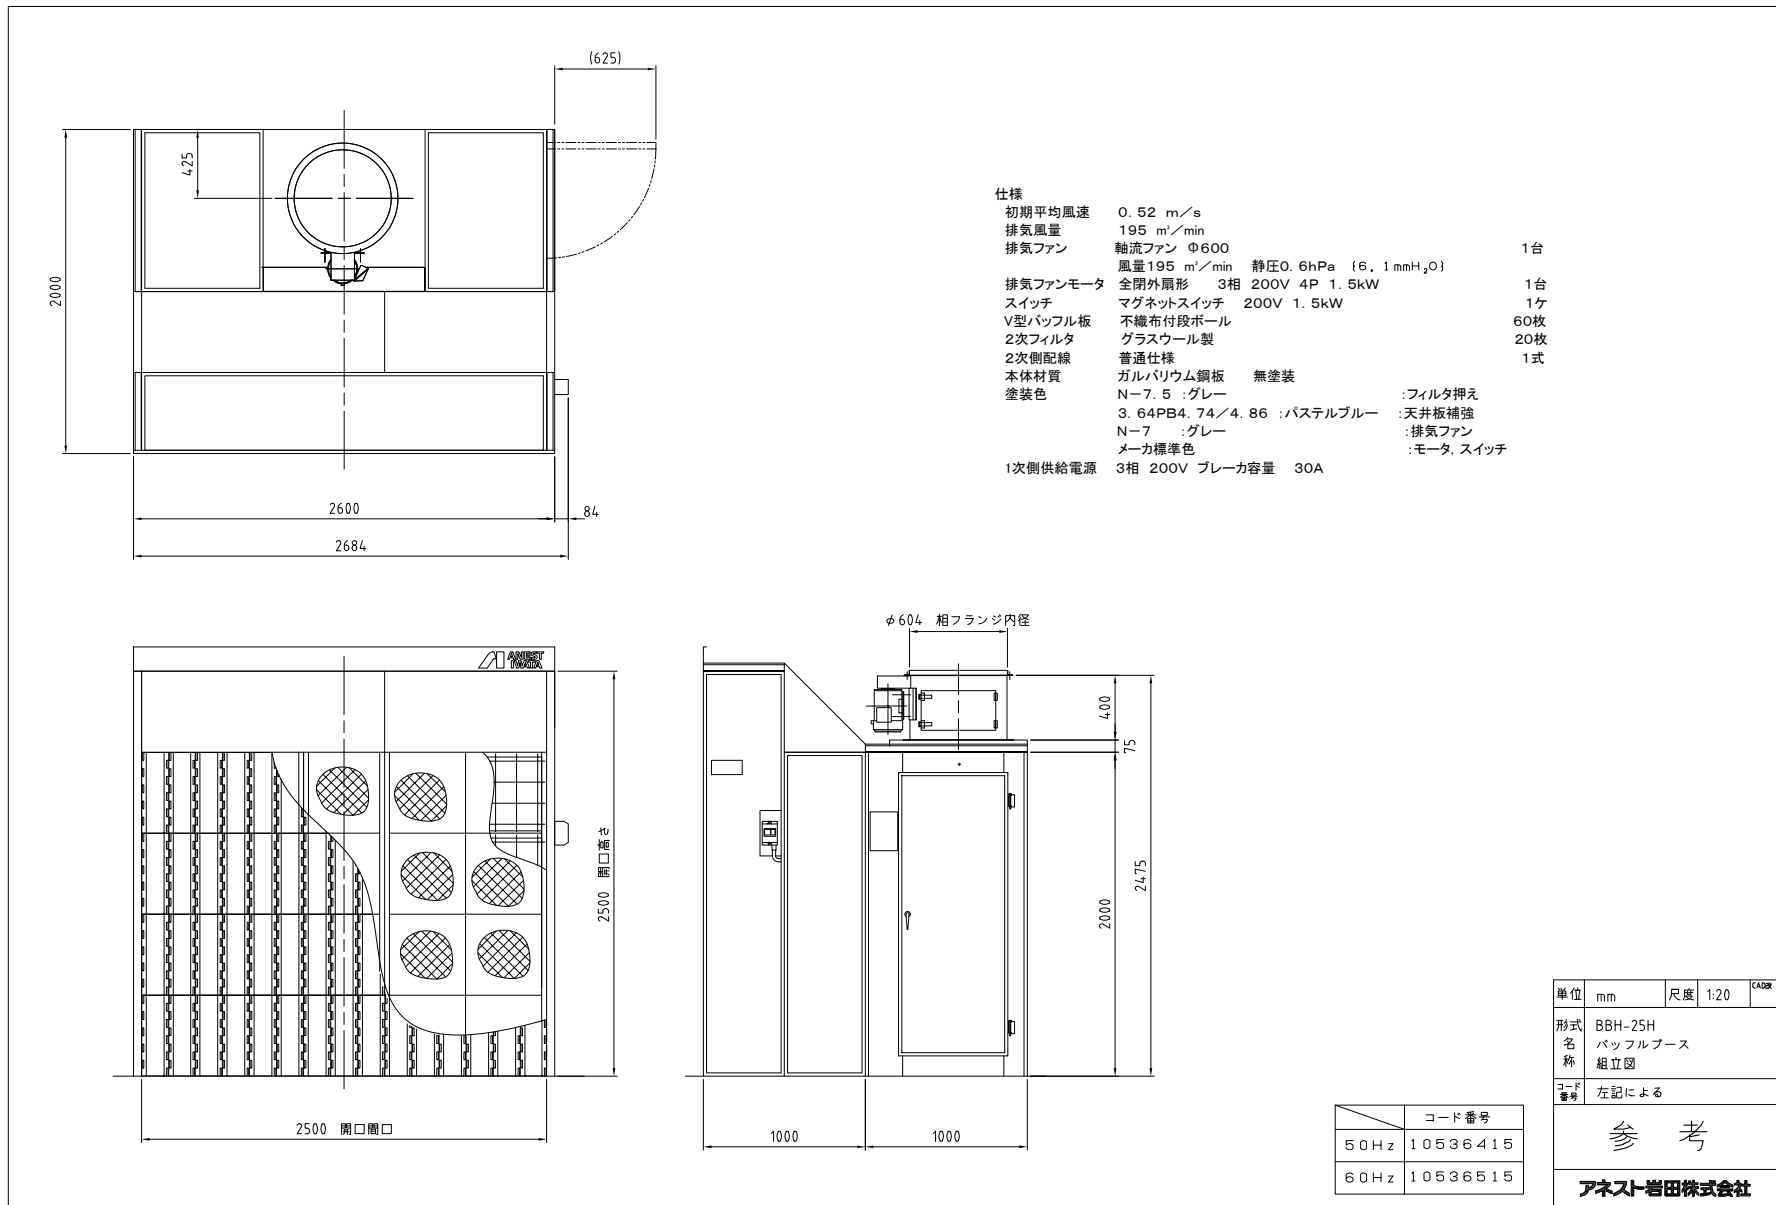 (625)
425
2000
2600
84
2684
仕様
初期平均風速 0.52 m/s
排気風量 195 m³/min
排気ファン 軸流ファン Φ600 1台
風量195 m³/min 静圧0.6hPa {6.1mmH₂O}
排気ファンモータ 全閉外扇形 3相 200V 4P 1.5kW 1台
スイッチ マグネットスイッチ 200V 1.5kW 1ケ
V型バッフル板 不織布付段ボール 60枚
2次フィルタ グラスウール製 20枚
2次側配線 普通仕様 1式
本体材質 ガルバリウム鋼板 無塗装
塗装色 N-7.5 :グレー :フィルタ押え
3.64PB4.74/4.86 :パステルブルー :天井板補強
N-7 :グレー :排気ファン
メーカ標準色 :モータ,スイッチ
1次側供給電源 3相 200V ブレーカ容量 30A
ANEST
IWATA
2500 開口高さ
2500 開口間口
φ604 相フランジ内径
400
75
2475
2000
1000
1000
コード番号
50Hz 10536415
60Hz 10536515
単位 mm 尺度 1:20 CAD改
形式 BBH-25H
名 バッフルブース
称 組立図
コード番号 左記による
参考
アネスト岩田株式会社